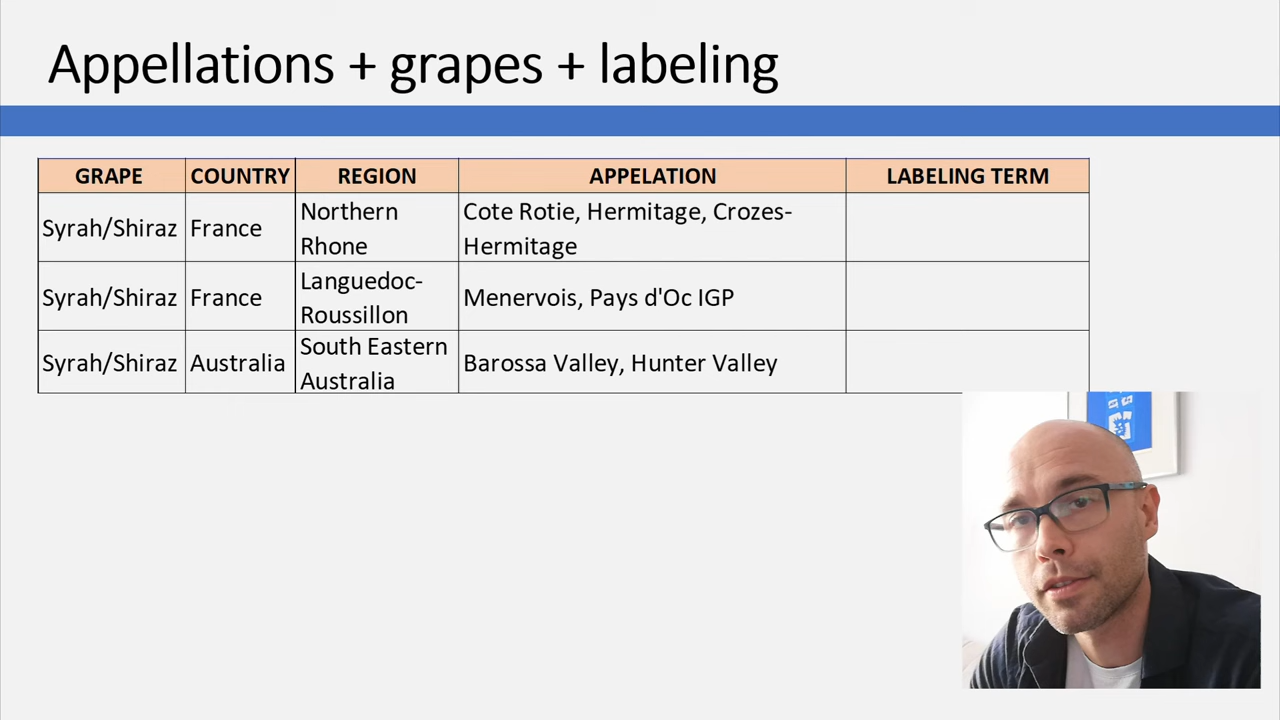 Appellations + grapes + labeling
GRAPE COUNTRY REGION APPELATION LABELING TERM
Syrah/Shiraz France Northern Rhone Cote Rotie, Hermitage, Crozes-Hermitage
Syrah/Shiraz France Languedoc-Roussillon Menervois, Pays d'Oc IGP
Syrah/Shiraz Australia South Eastern Australia Barossa Valley, Hunter Valley